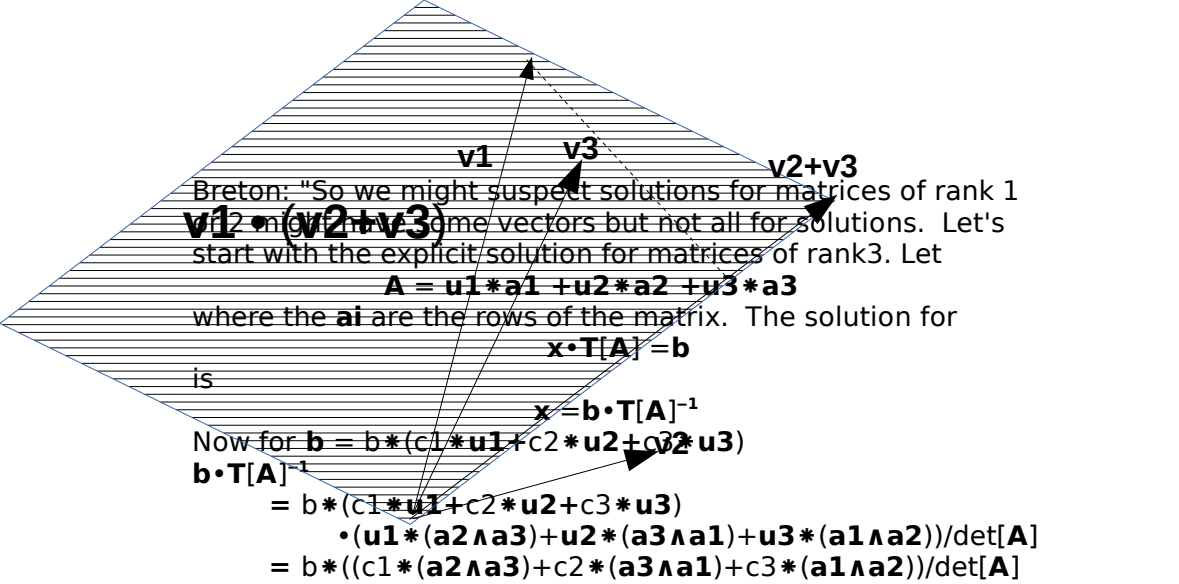 v1
v3
v2+v3
Breton: "So we might suspect solutions for matrices of rank 1
or 2 might have some vectors but not all for solutions.  Let's
v1 • (v2+v3)
start with the explicit solution for matrices of rank3. Let
A = u1*a1 +u2*a2 +u3*a3
where the ai are the rows of the matrix.  The solution for
x•T[A] =b
is
x =b•T[A]⁻¹
Now for b = b*(c1*u1+c2*u2+c3*u3)
v2
b•T[A]⁻¹
= b*(c1*u1+c2*u2+c3*u3)
•(u1*(a2∧a3)+u2*(a3∧a1)+u3*(a1∧a2))/det[A]
= b*((c1*(a2∧a3)+c2*(a3∧a1)+c3*(a1∧a2))/det[A]